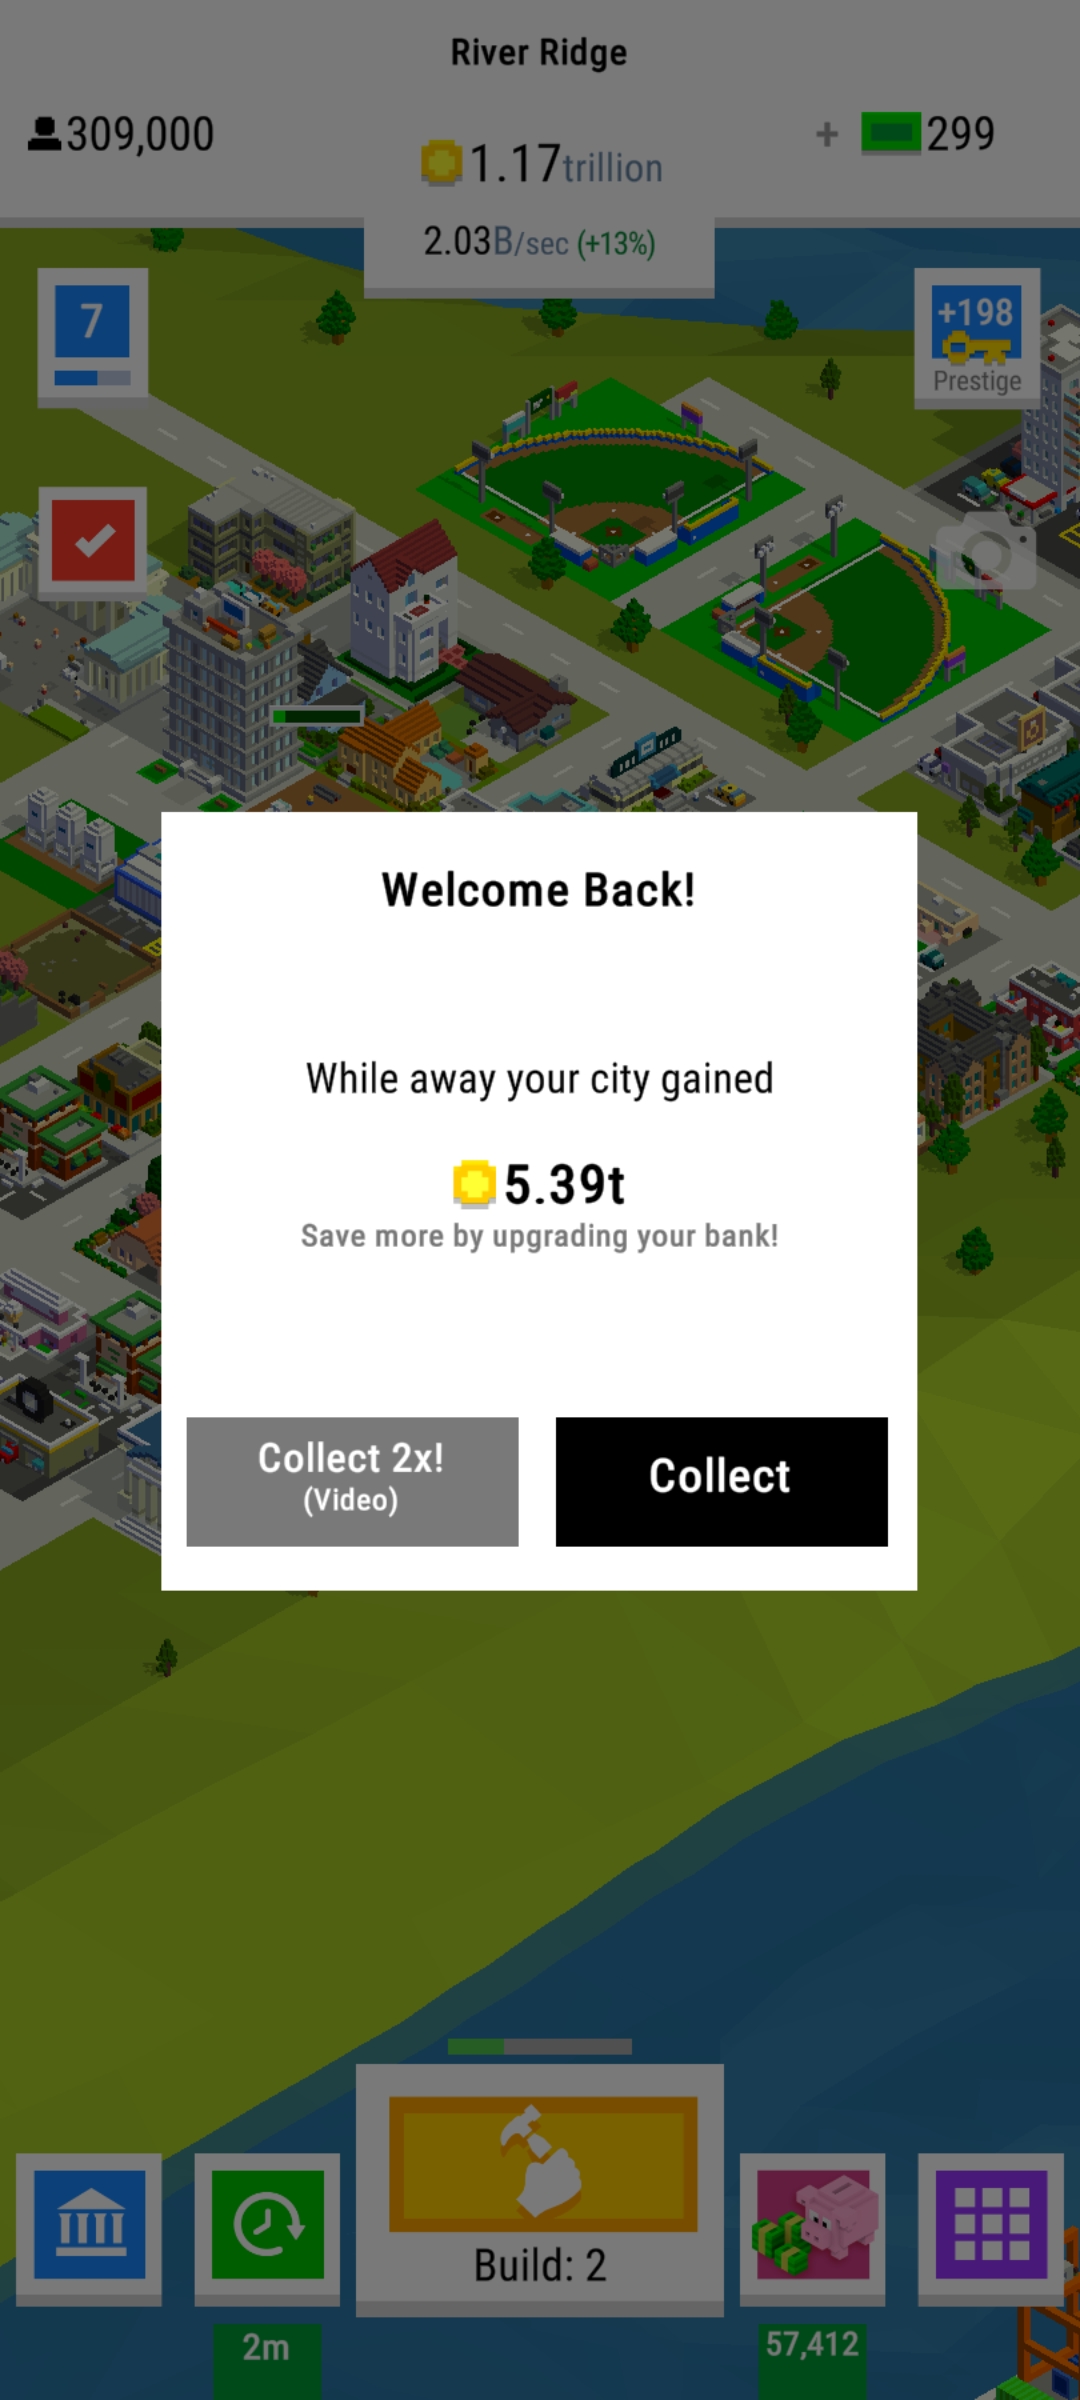 River Ridge
309,000
1.17trillion
+ 299
2.03B/sec (+13%)
7
+198
Prestige
Welcome Back!
While away your city gained
5.39t
Save more by upgrading your bank!
Collect 2x!
(Video)
Collect
Build: 2
2m
57,412